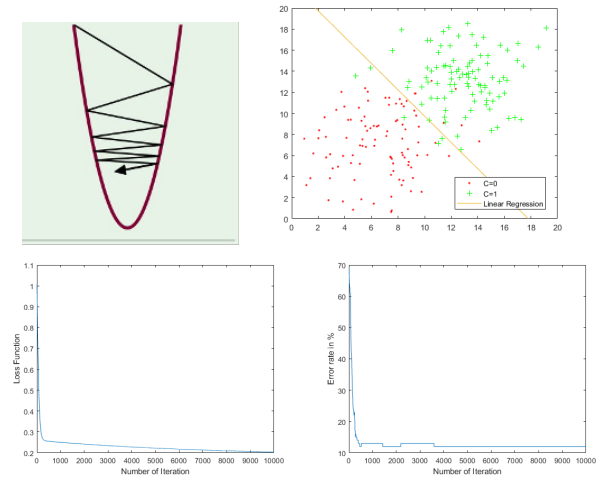 20
18
16
14
12
10
8
6
4
2
0
C=0
C=1
Linear Regression
0 2 4 6 8 10 12 14 16 18 20
1.1
1
0.9
0.8
0.7
0.6
0.5
0.4
0.3
0.2
Loss Function
0 1000 2000 3000 4000 5000 6000 7000 8000 9000 10000
Number of Iteration
70
60
50
40
30
20
10
Error rate in %
0 1000 2000 3000 4000 5000 6000 7000 8000 9000 10000
Number of Iteration